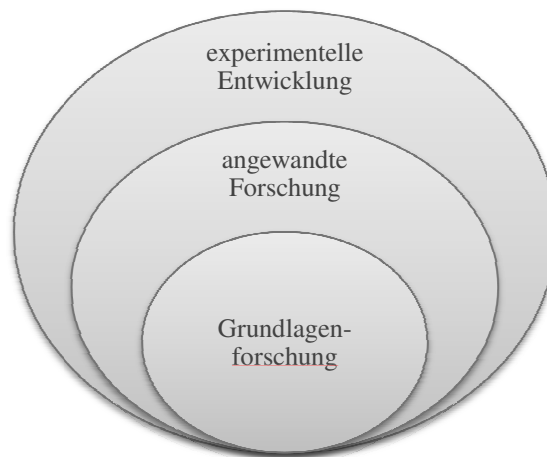 experimentelle
Entwicklung
angewandte
Forschung
Grundlagen-
forschung